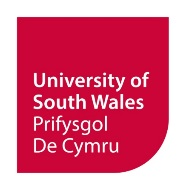 University of
South Wales
Prifysgol
De Cymru